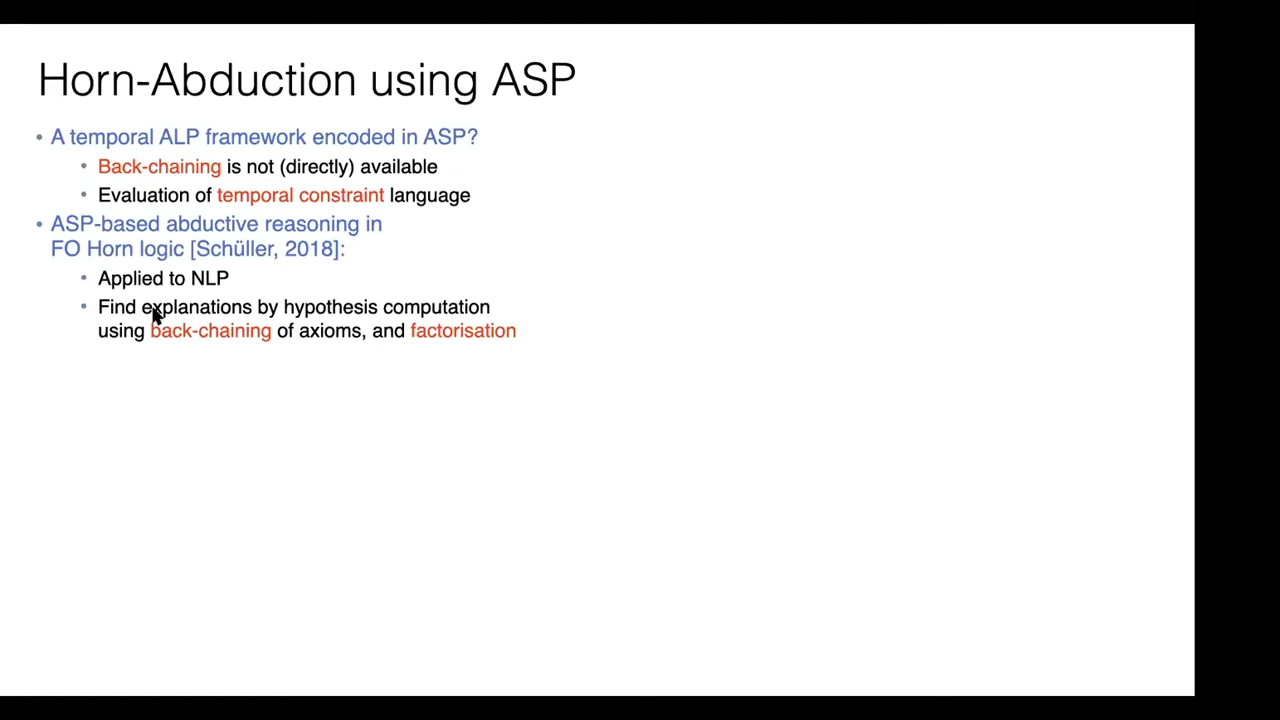 Horn-Abduction using ASP
• A temporal ALP framework encoded in ASP?
• Back-chaining is not (directly) available
• Evaluation of temporal constraint language
• ASP-based abductive reasoning in
FO Horn logic [Schüller, 2018]:
• Applied to NLP
• Find explanations by hypothesis computation
using back-chaining of axioms, and factorisation